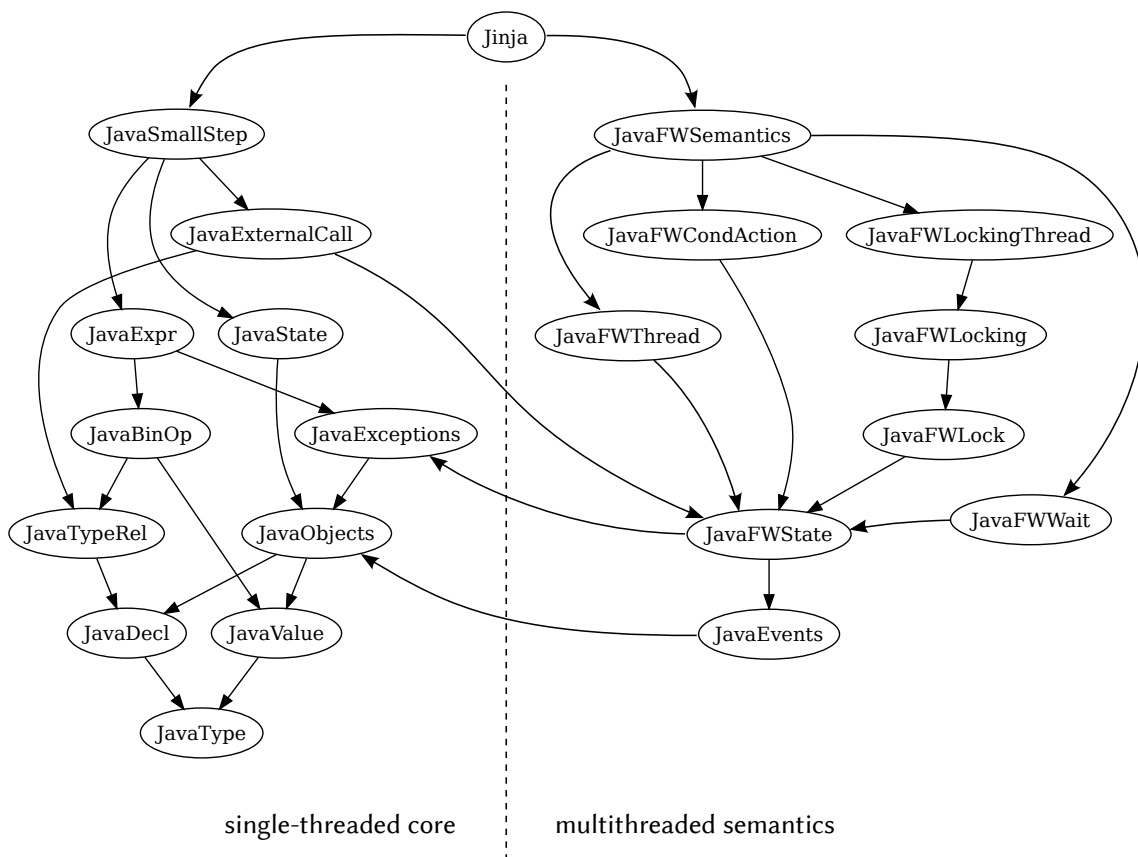 Jinja
JavaSmallStep
JavaFWSemantics
JavaExternalCall
JavaFWCondAction
JavaFWLockingThread
JavaExpr
JavaState
JavaFWThread
JavaFWLocking
JavaBinOp
JavaExceptions
JavaFWLock
JavaTypeRel
JavaObjects
JavaFWState
JavaFWWait
JavaDecl
JavaValue
JavaEvents
JavaType
single-threaded core
multithreaded semantics